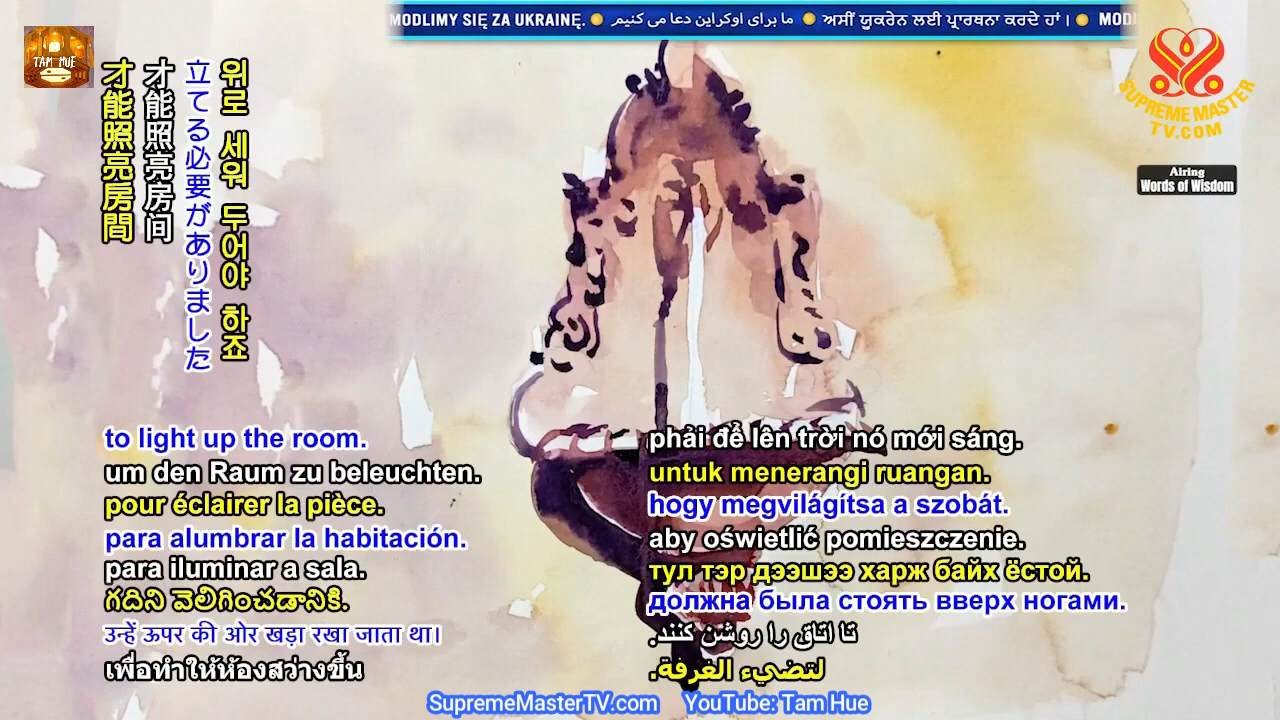 MODLIMY SIĘ ZA UKRAINĘ. ما برای اوکراین دعا می کنیم ਅਸੀਂ ਯੂਕਰੇਨ ਲਈ ਪ੍ਰਾਰਥਨਾ ਕਰਦੇ ਹਾਂ। MODL
TAM HUE
SUPREME MASTER
TV.COM
Airing
Words of Wisdom
위로 세워 두어야 하죠
立てる必要がありました
才能照亮房间
才能照亮房間
to light up the room.
um den Raum zu beleuchten.
pour éclairer la pièce.
para alumbrar la habitación.
para iluminar a sala.
గదిని వెలిగించడానికి.
उन्हें ऊपर की ओर खड़ा रखा जाता था।
เพื่อทำให้ห้องสว่างขึ้น
phải để lên trời nó mới sáng.
untuk menerangi ruangan.
hogy megvilágítsa a szobát.
aby oświetlić pomieszczenie.
тул тэр дээшээ харж байх ёстой.
должна была стоять вверх ногами.
تا اتاق را روشن کنند.
لتضيء الغرفة.
SupremeMasterTV.com YouTube: Tam Hue